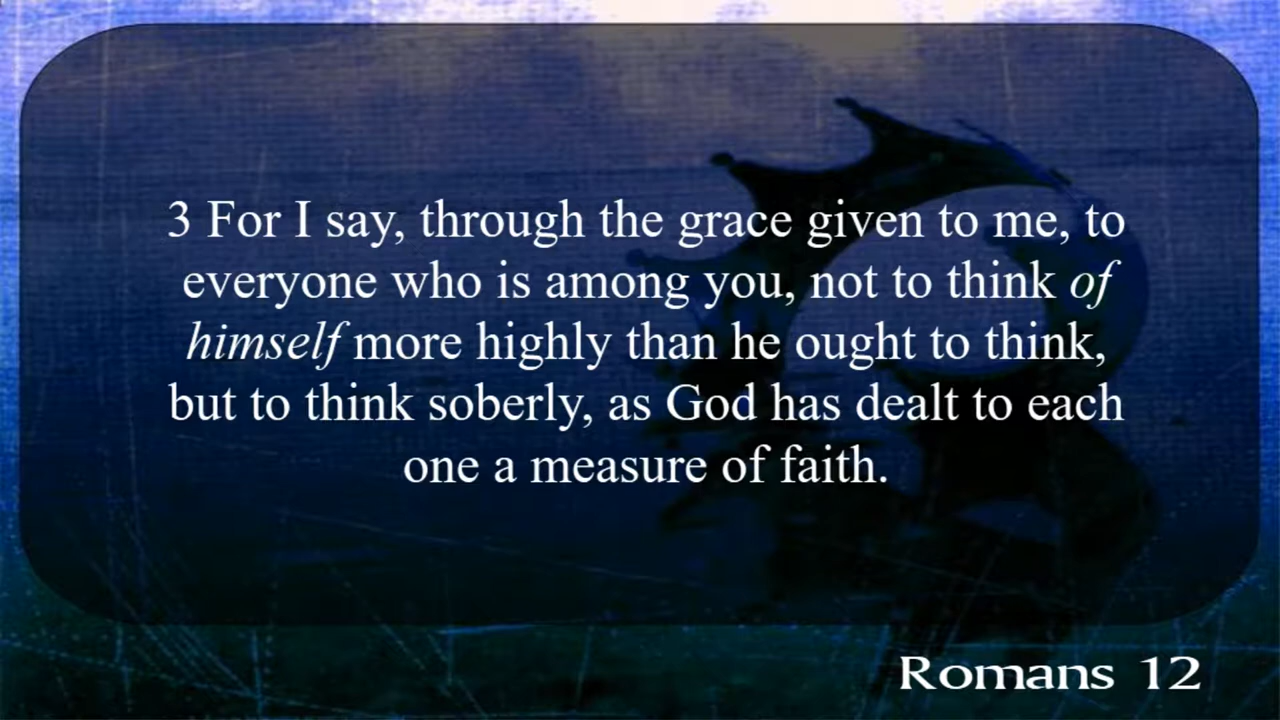 3 For I say, through the grace given to me, to
everyone who is among you, not to think of
himself more highly than he ought to think,
but to think soberly, as God has dealt to each
one a measure of faith.
Romans 12